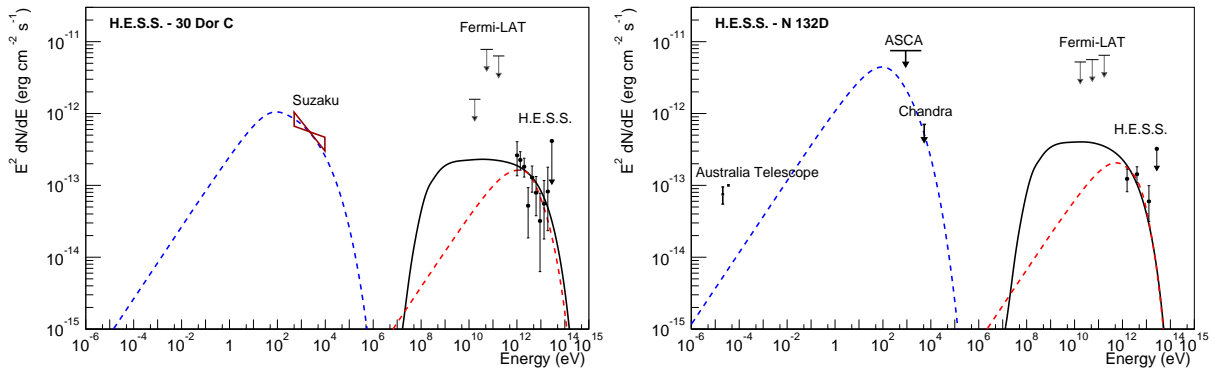 H.E.S.S. - 30 Dor C
E² dN/dE (erg cm⁻² s⁻¹)
10⁻¹¹
10⁻¹²
10⁻¹³
10⁻¹⁴
10⁻¹⁵
Fermi-LAT
Suzaku
H.E.S.S.
10⁻⁶ 10⁻⁴ 10⁻² 1 10² 10⁴ 10⁶ 10⁸ 10¹⁰ 10¹² 10¹⁴ 10¹⁵
Energy (eV)
H.E.S.S. - N 132D
E² dN/dE (erg cm⁻² s⁻¹)
10⁻¹¹
10⁻¹²
10⁻¹³
10⁻¹⁴
10⁻¹⁵
ASCA
Fermi-LAT
Chandra
H.E.S.S.
Australia Telescope
10⁻⁶ 10⁻⁴ 10⁻² 1 10² 10⁴ 10⁶ 10⁸ 10¹⁰ 10¹² 10¹⁴ 10¹⁵
Energy (eV)